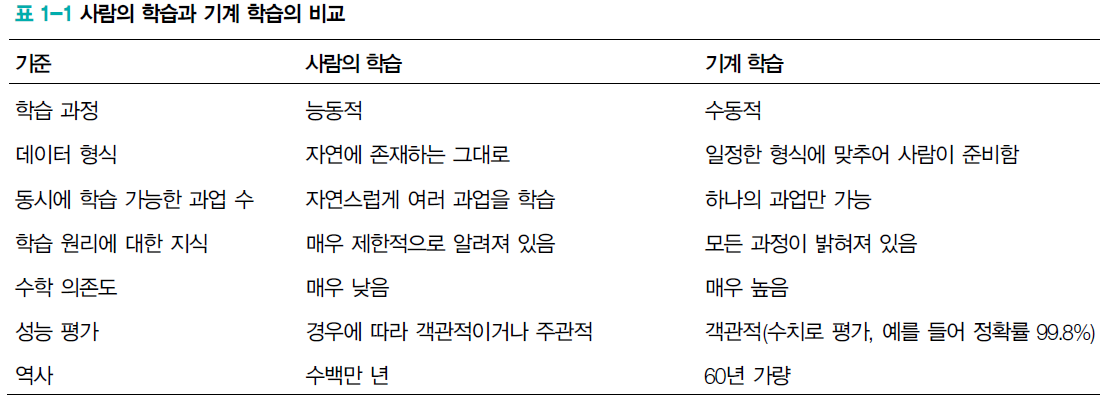 표 1-1 사람의 학습과 기계 학습의 비교
기준 사람의 학습 기계 학습
학습 과정 능동적 수동적
데이터 형식 자연에 존재하는 그대로 일정한 형식에 맞추어 사람이 준비함
동시에 학습 가능한 과업 수 자연스럽게 여러 과업을 학습 하나의 과업만 가능
학습 원리에 대한 지식 매우 제한적으로 알려져 있음 모든 과정이 밝혀져 있음
수학 의존도 매우 낮음 매우 높음
성능 평가 경우에 따라 객관적이거나 주관적 객관적(수치로 평가, 예를 들어 정확률 99.8%)
역사 수백만 년 60년 가량